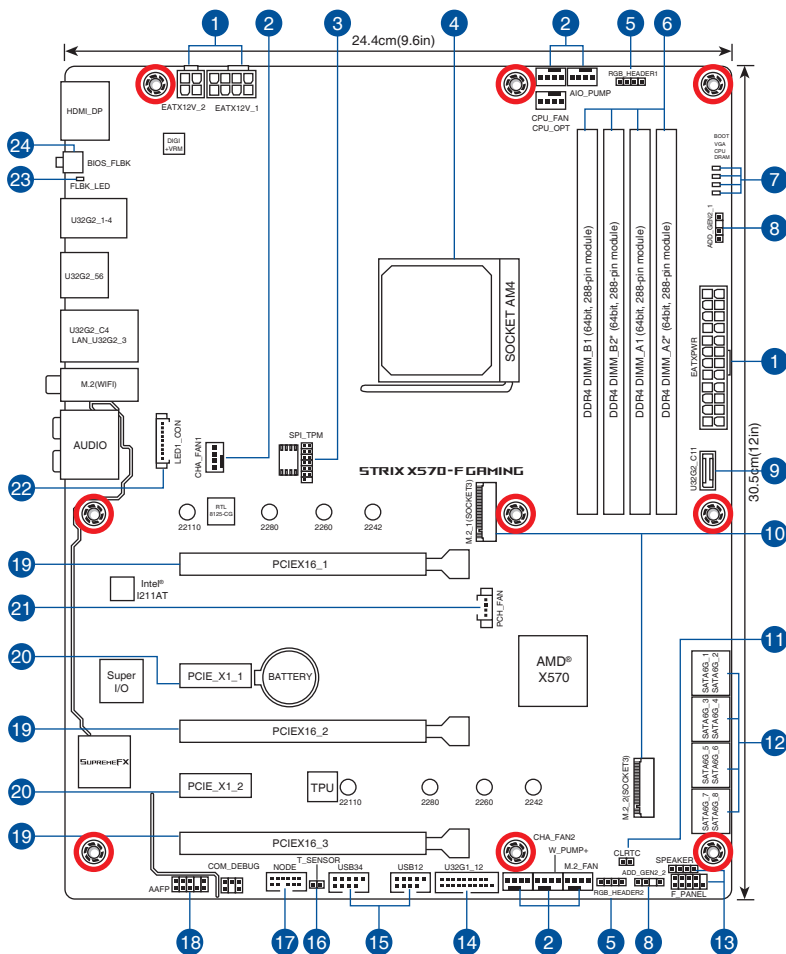 1
2
3
4
2
5
6
24.4cm(9.6in)
EATX12V_2
EATX12V_1
AIO_PUMP
RGB_HEADER1
CPU_FAN
CPU_OPT
HDMI_DP
DIGI
+VRM
24
BIOS_FLBK
23
FLBK_LED
BOOT
VGA
CPU
DRAM
7
ADD_GEN2_1
8
U32G2_1-4
U32G2_56
U32G2_C4
LAN_U32G2_3
M.2(WIFI)
AUDIO
SOCKET AM4
DDR4 DIMM_B1 (64bit, 288-pin module)
DDR4 DIMM_B2* (64bit, 288-pin module)
DDR4 DIMM_A1 (64bit, 288-pin module)
DDR4 DIMM_A2* (64bit, 288-pin module)
EATXPWR
1
30.5cm(12in)
LED1_CON
22
CHA_FAN1
SPI_TPM
STRIX X570-F GAMING
U32G2_C11
9
M.2_1(SOCKET3)
10
22110
RTL
8125-CG
2280
2260
2242
19
PCIEX16_1
Intel®
I211AT
21
PCH_FAN
11
20
Super
I/O
PCIE_X1_1
BATTERY
AMD®
X570
SATA6G_1
SATA6G_2
SATA6G_3
SATA6G_4
SATA6G_5
SATA6G_6
SATA6G_7
SATA6G_8
12
19
PCIEX16_2
SUPREMEFX
20
PCIE_X1_2
TPU
22110
2280
2260
2242
M.2_2(SOCKET3)
19
PCIEX16_3
CHA_FAN2
W_PUMP+
M.2_FAN
CLRTC
SPEAKER
AAFP
COM_DEBUG
NODE
T_SENSOR
USB34
USB12
U32G1_12
RGB_HEADER2
ADD_GEN2_2
F_PANEL
18
17
16
15
14
2
5
8
13